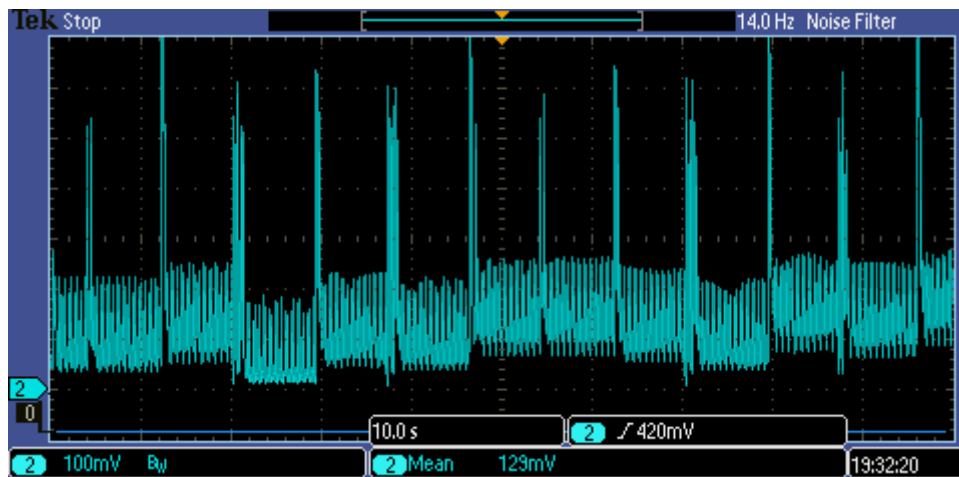 Tek Stop 14.0 Hz Noise Filter
2
0
10.0 s 2 420mV
2 100mV BW 2 Mean 129mV 19:32:20